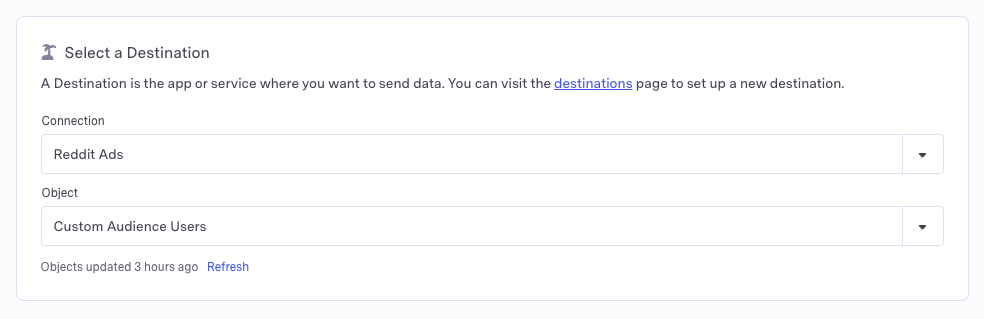 Select a Destination
A Destination is the app or service where you want to send data. You can visit the destinations page to set up a new destination.
Connection
Reddit Ads
Object
Custom Audience Users
Objects updated 3 hours ago Refresh